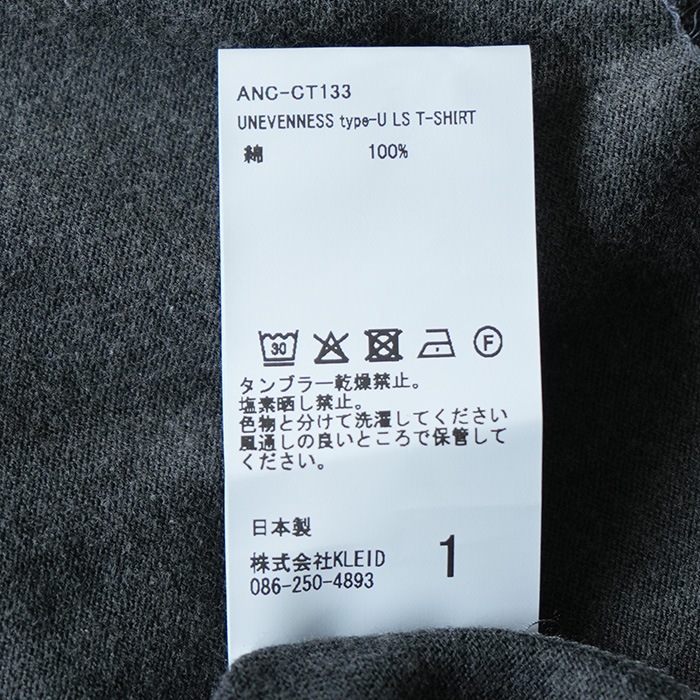 ANC-CT133
UNEVENNESS type-U LS T-SHIRT
綿 100%
30 F
タンブラー乾燥禁止。
塩素晒し禁止。
色物と分けて洗濯してください
風通しの良いところで保管して
ください。
日本製
株式会社KLEID
086-250-4893
1